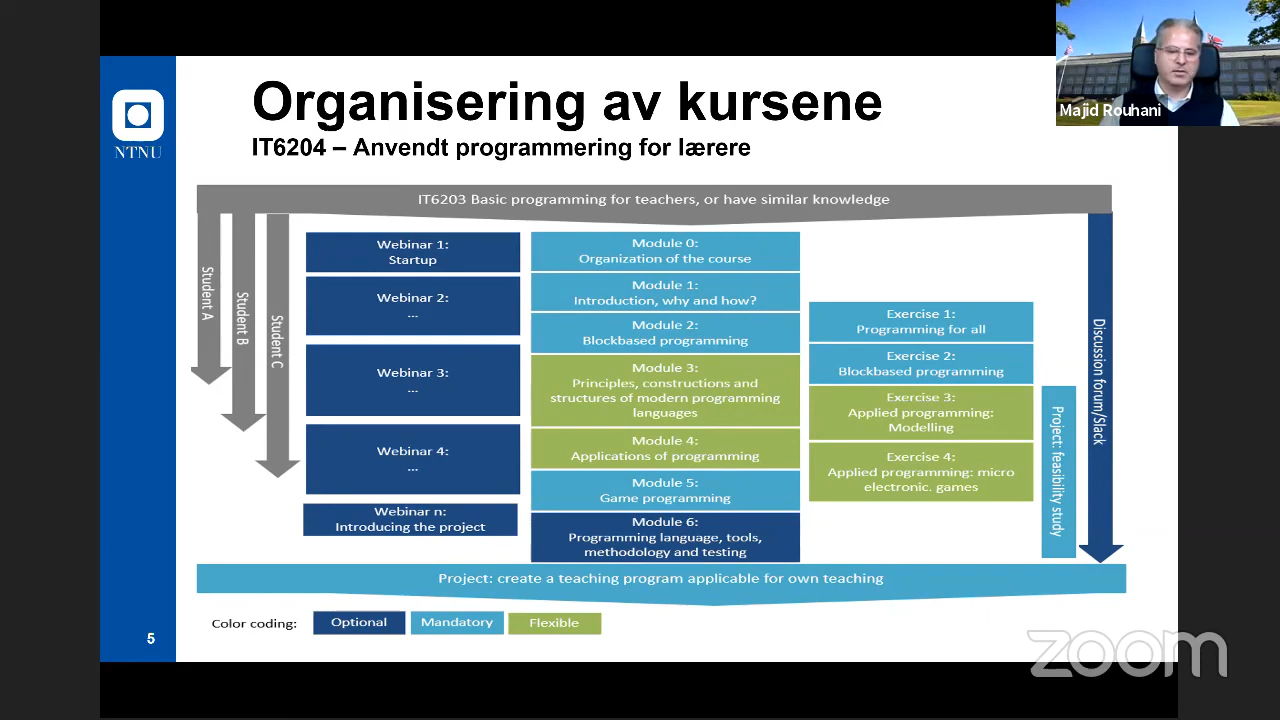 Organisering av kursene
IT6204 – Anvendt programmering for lærere
NTNU
Majid Rouhani
IT6203 Basic programming for teachers, or have similar knowledge
Student A
Student B
Student C
Webinar 1:
Startup
Webinar 2:
...
Webinar 3:
...
Webinar 4:
...
Webinar n:
Introducing the project
Module 0:
Organization of the course
Module 1:
Introduction, why and how?
Module 2:
Blockbased programming
Module 3:
Principles, constructions and
structures of modern programming
languages
Module 4:
Applications of programming
Module 5:
Game programming
Module 6:
Programming language, tools,
methodology and testing
Exercise 1:
Programming for all
Exercise 2:
Blockbased programming
Exercise 3:
Applied programming:
Modelling
Exercise 4:
Applied programming: micro
electronic. games
Project: feasibility study
Discussion forum/Slack
Project: create a teaching program applicable for own teaching
Color coding:
Optional
Mandatory
Flexible
5
zoom